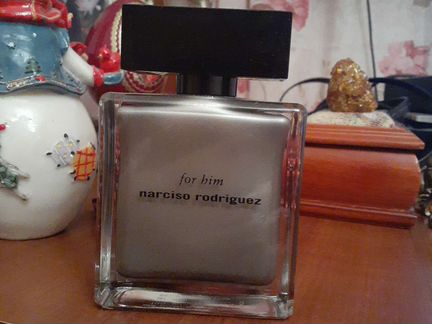 for him
narciso rodriguez